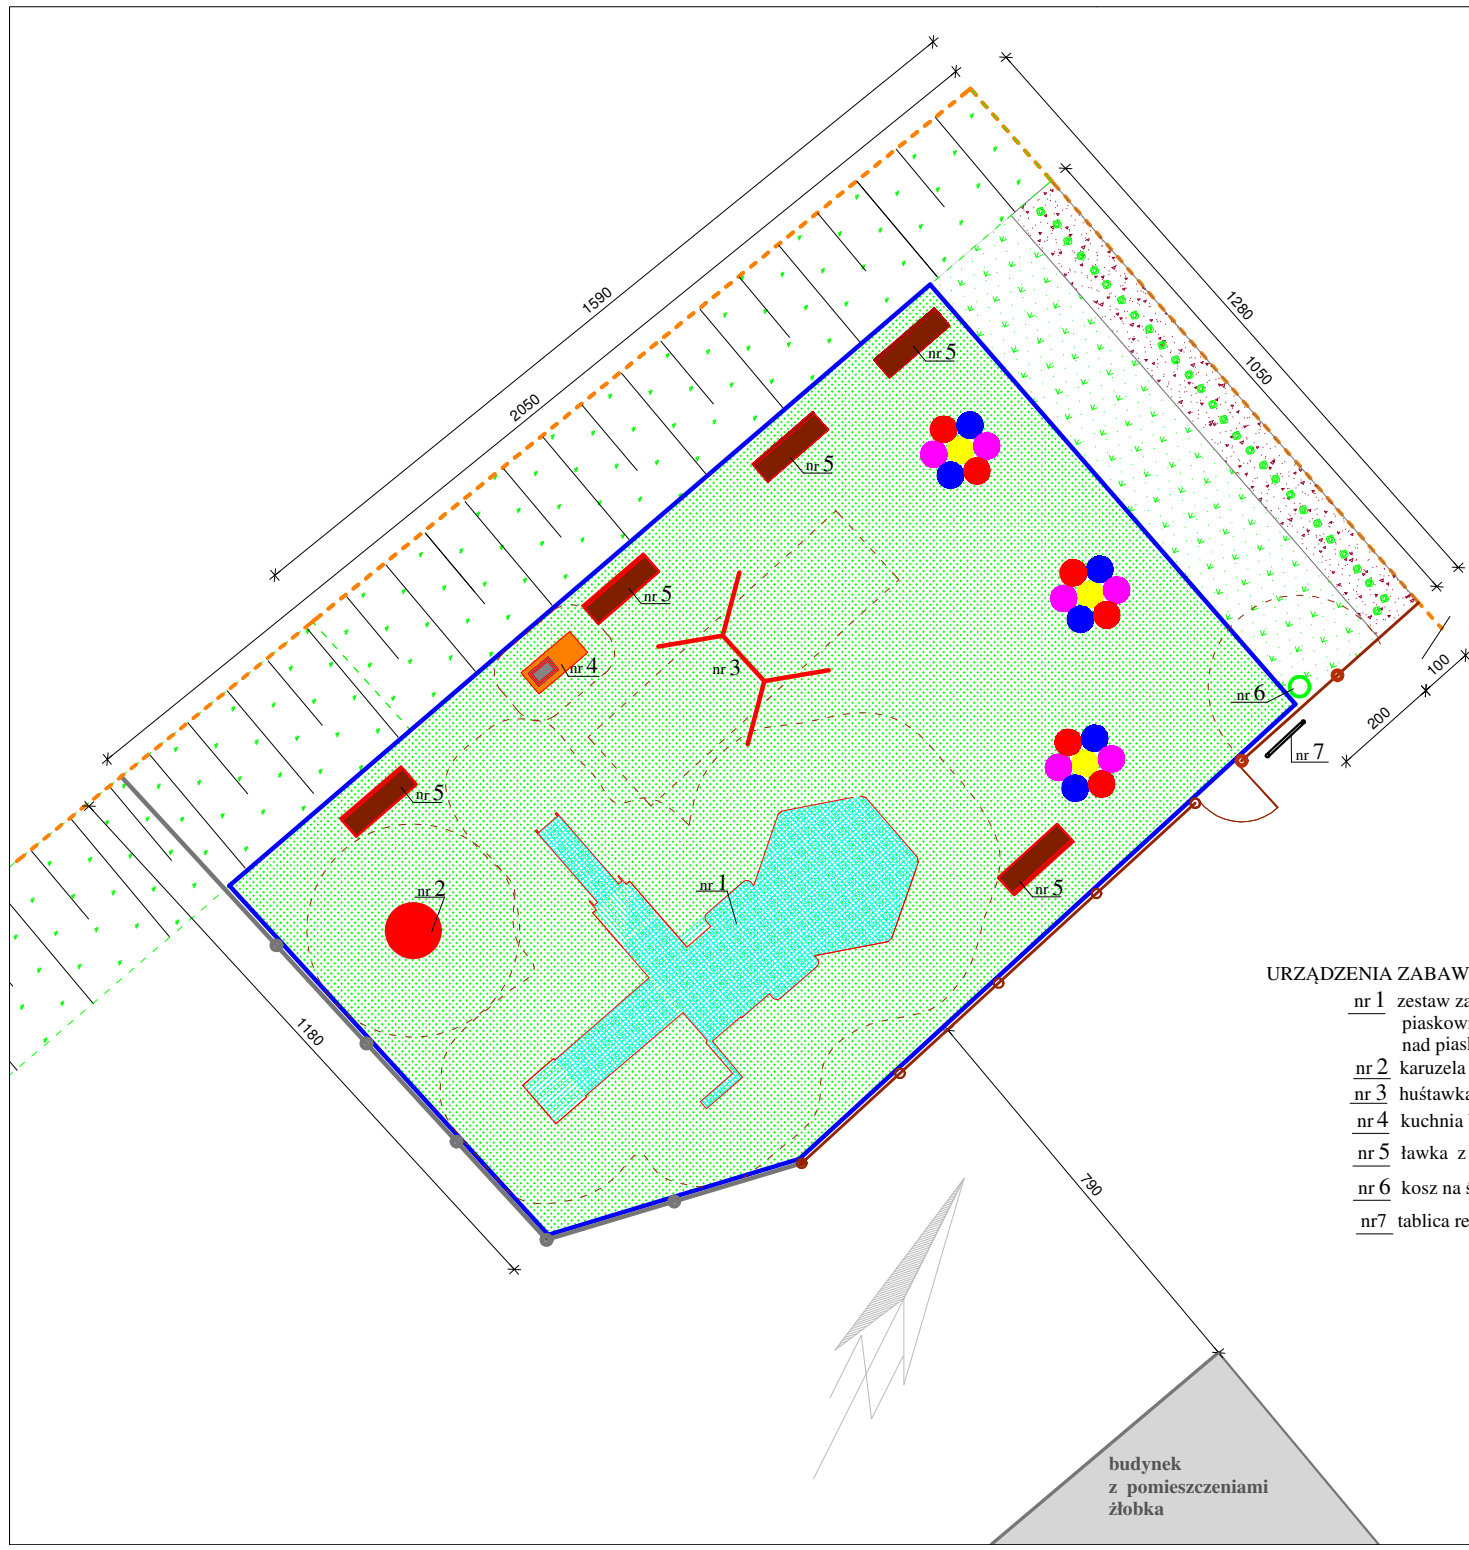 1590
2050
1280
1050
nr 5
nr 5
nr 5
nr 4
nr 3
nr 6
100
200
nr 7
nr 5
nr 1
nr 5
nr 2
1180
790
URZĄDZENIA ZABAW
nr 1 zestaw za
piaskow
nad pias
nr 2 karuzela
nr 3 huśtawka
nr 4 kuchnia
nr 5 ławka z
nr 6 kosz na ś
nr7 tablica re
budynek
z pomieszczeniami
żłobka